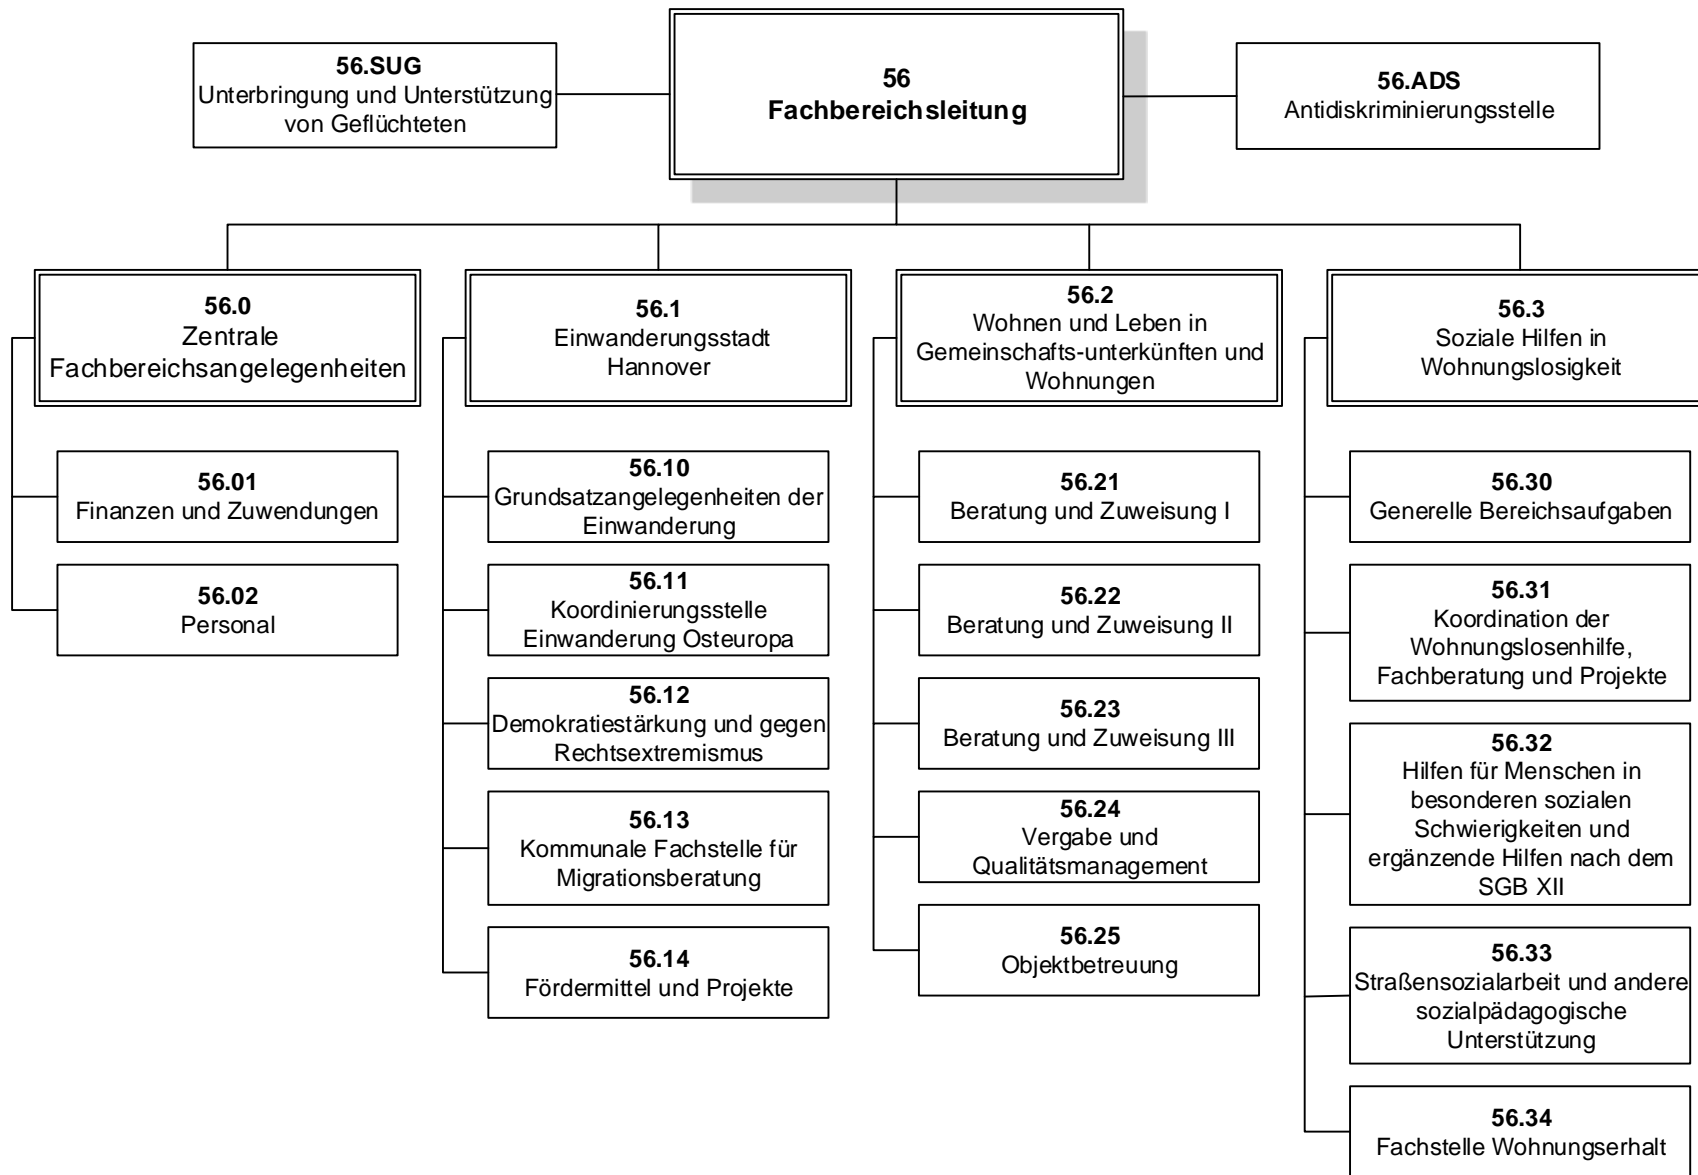 56.SUG
Unterbringung und Unterstützung
von Geflüchteten
56
Fachbereichsleitung
56.ADS
Antidiskriminierungsstelle
56.0
Zentrale
Fachbereichsangelegenheiten
56.01
Finanzen und Zuwendungen
56.02
Personal
56.1
Einwanderungsstadt
Hannover
56.10
Grundsatzangelegenheiten der
Einwanderung
56.11
Koordinierungsstelle
Einwanderung Osteuropa
56.12
Demokratiestärkung und gegen
Rechtsextremismus
56.13
Kommunale Fachstelle für
Migrationsberatung
56.14
Fördermittel und Projekte
56.2
Wohnen und Leben in
Gemeinschafts-unterkünften und
Wohnungen
56.21
Beratung und Zuweisung I
56.22
Beratung und Zuweisung II
56.23
Beratung und Zuweisung III
56.24
Vergabe und
Qualitätsmanagement
56.25
Objektbetreuung
56.3
Soziale Hilfen in
Wohnungslosigkeit
56.30
Generelle Bereichsaufgaben
56.31
Koordination der
Wohnungslosenhilfe,
Fachberatung und Projekte
56.32
Hilfen für Menschen in
besonderen sozialen
Schwierigkeiten und
ergänzende Hilfen nach dem
SGB XII
56.33
Straßensozialarbeit und andere
sozialpädagogische
Unterstützung
56.34
Fachstelle Wohnungserhalt